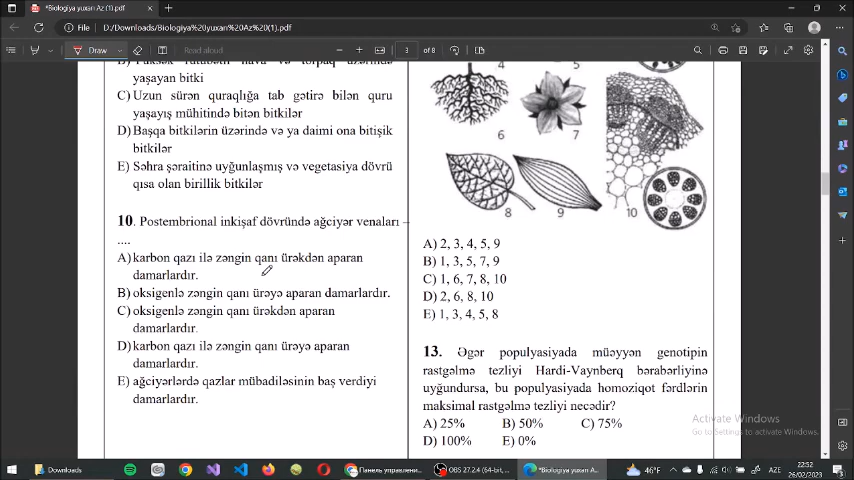 *Biologiya yuxan Az (1).pdf
File
D:/Downloads/Biologiya%20yuxan%20Az%20(1).pdf
Draw
Read aloud
3
of 8
B) Yüksək rütubətli hava və torpaq üzərində
yaşayan bitki
C) Uzun sürən quraqlığa tab gətirə bilən quru
yaşayış mühitində bitən bitkilər
D) Başqa bitkilərin üzərində və ya daimi ona bitişik
bitkilər
E) Səhra şəraitinə uyğunlaşmış və vegetasiya dövrü
qısa olan birillik bitkilər
10. Postembrional inkişaf dövründə ağciyər venaları –
....
A) karbon qazı ilə zəngin qanı ürəkdən aparan
damarlardır.
B) oksigenlə zəngin qanı ürəyə aparan damarlardır.
C) oksigenlə zəngin qanı ürəkdən aparan
damarlardır.
D) karbon qazı ilə zəngin qanı ürəyə aparan
damarlardır.
E) ağciyərlərdə qazlar mübadiləsinin baş verdiyi
damarlardır.
4
5
6
7
8
9
10
A) 2, 3, 4, 5, 9
B) 1, 3, 5, 7, 9
C) 1, 6, 7, 8, 10
D) 2, 6, 8, 10
E) 1, 3, 4, 5, 8
13. Əgər populyasiyada müəyyən genotipin
rastgəlmə tezliyi Hardi-Vaynberq bərabərliyinə
uyğundursa, bu populyasiyada homoziqot fərdlərin
maksimal rastgəlmə tezliyi necədir?
A) 25% B) 50% C) 75%
D) 100% E) 0%
Activate Windows
Go to Settings to activate Windows.
Downloads
Панель управлени...
OBS 27.2.4 (64-bit, ...
*Biologiya yuxan A...
46°F
AZE
22:52
26/02/2023